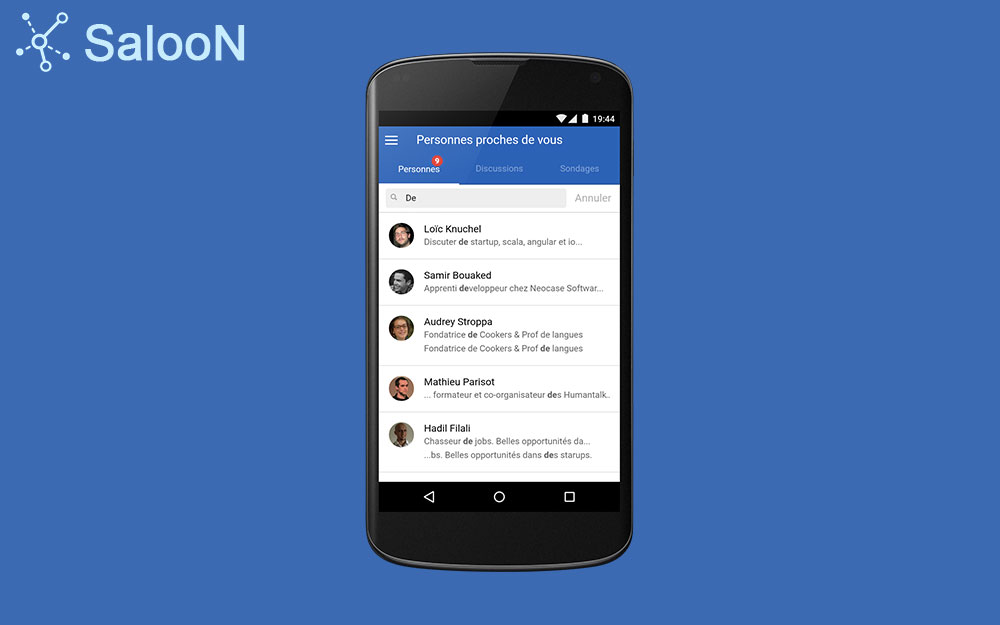 SalooN
19:44
Personnes proches de vous
9
Personnes Discussions Sondages
De Annuler
Loïc Knuchel
Discuter de startup, scala, angular et io...
Samir Bouaked
Apprenti developpeur chez Neocase Softwar...
Audrey Stroppa
Fondatrice de Cookers & Prof de langues
Fondatrice de Cookers & Prof de langues
Mathieu Parisot
... formateur et co-organisateur des Humantalk..
Hadil Filali
Chasseur de jobs. Belles opportunités da...
...bs. Belles opportunités dans des starups.